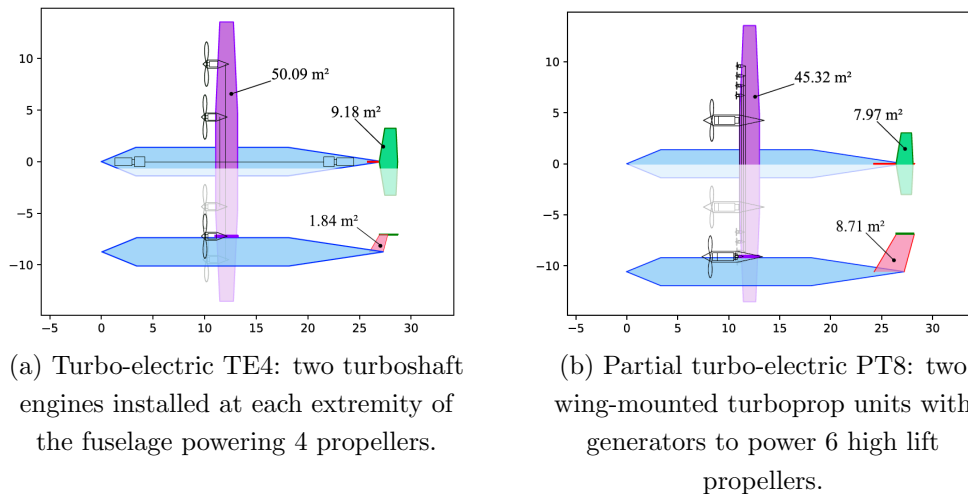 10
5
0
−5
−10
−5
0
5
10
15
20
25
30
50.09 m²
9.18 m²
1.84 m²
(a) Turbo-electric TE4: two turboshaft
engines installed at each extremity of
the fuselage powering 4 propellers.
10
5
0
−5
−10
−5
0
5
10
15
20
25
30
45.32 m²
7.97 m²
8.71 m²
(b) Partial turbo-electric PT8: two
wing-mounted turboprop units with
generators to power 6 high lift
propellers.